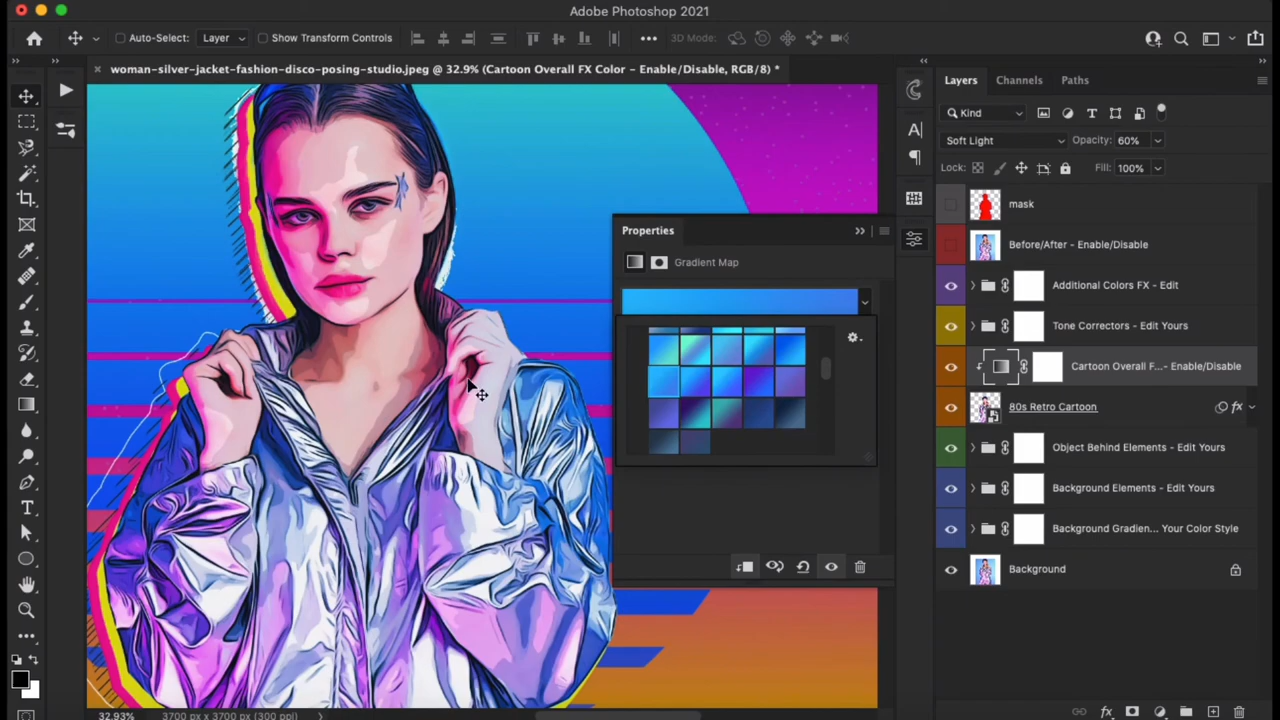 Adobe Photoshop 2021
Auto-Select: Layer Show Transform Controls 3D Mode:
woman-silver-jacket-fashion-disco-posing-studio.jpeg @ 32.9% (Cartoon Overall FX Color - Enable/Disable, RGB/8) *
Layers Channels Paths
Kind
Soft Light Opacity: 60%
Lock: Fill: 100%
mask
Before/After - Enable/Disable
Additional Colors FX - Edit
Tone Correctors - Edit Yours
Cartoon Overall F...- Enable/Disable
80s Retro Cartoon
Object Behind Elements - Edit Yours
Background Elements - Edit Yours
Background Gradien... Your Color Style
Background
Properties
Gradient Map
32.93% 3700 px x 3700 px (300 ppi)